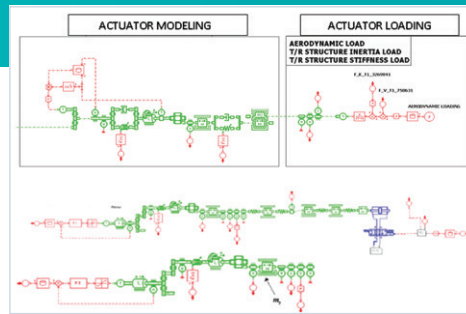 ACTUATOR MODELING
ACTUATOR LOADING
AERODYNAMIC LOAD
T/R STRUCTURE INERTIA LOAD
T/R STRUCTURE STIFFNESS LOAD
AERODYNAMIC LOADING